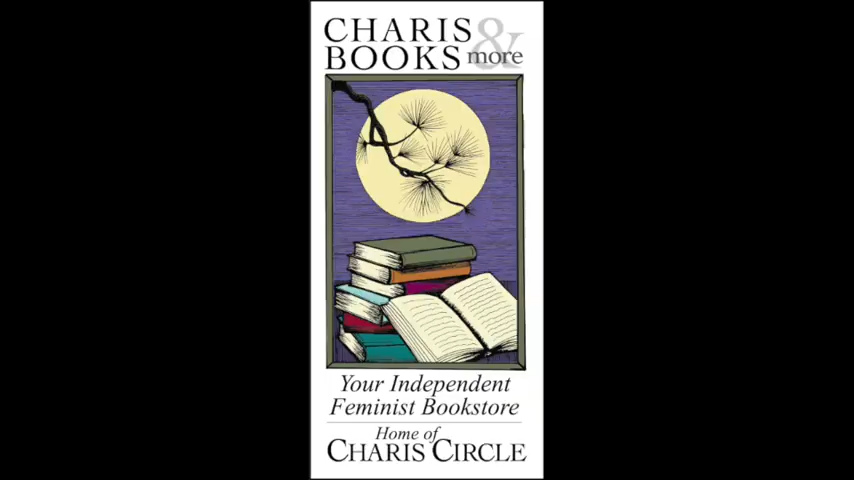 CHARIS &
BOOKS more
Your Independent
Feminist Bookstore
Home of
CHARIS CIRCLE